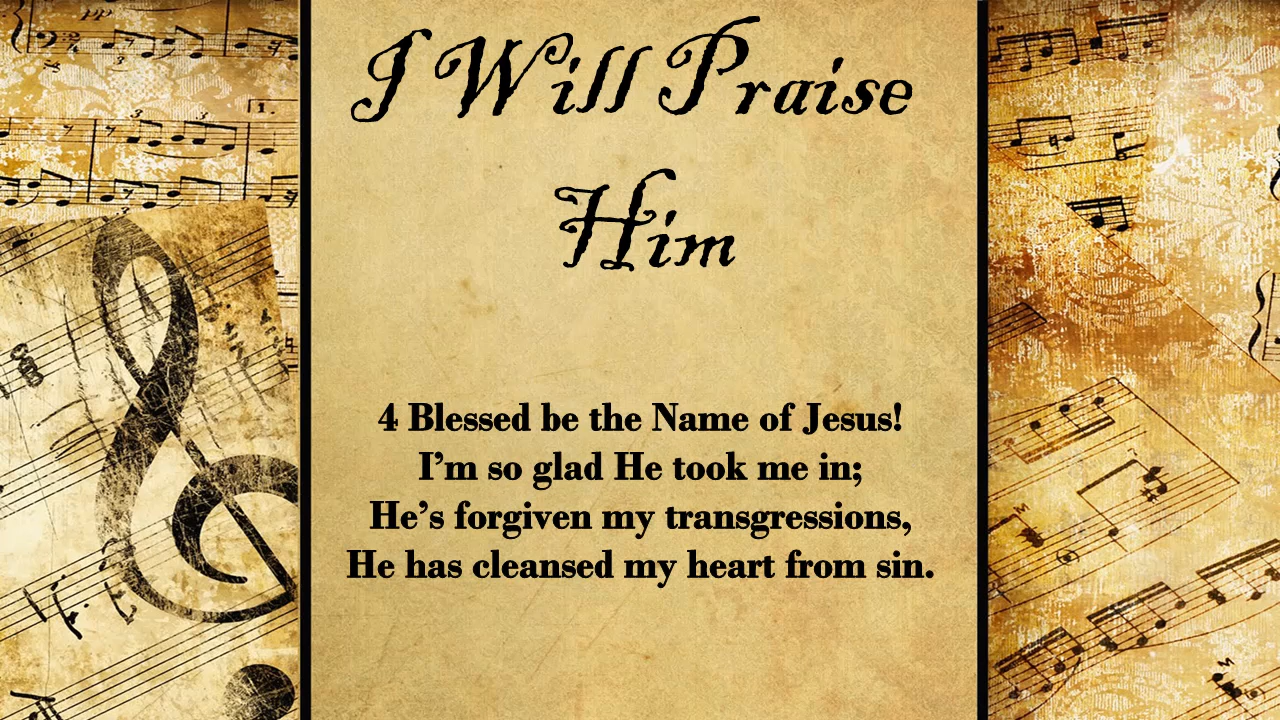 I Will Praise
Him
4 Blessed be the Name of Jesus!
I’m so glad He took me in;
He’s forgiven my transgressions,
He has cleansed my heart from sin.